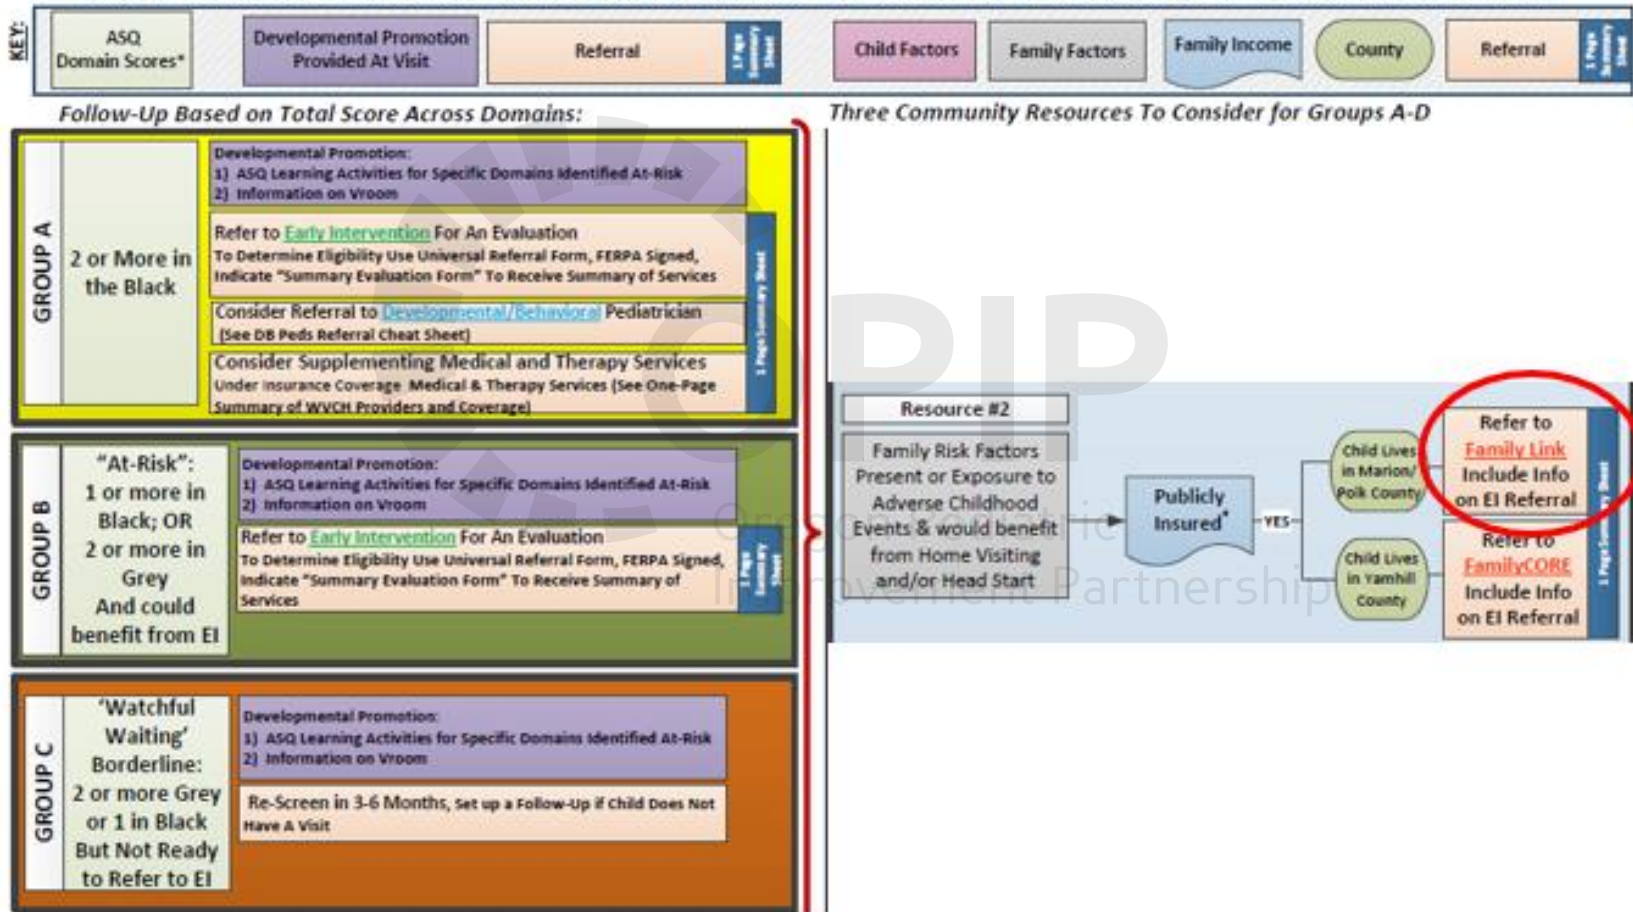 KEY:
ASQ
Domain Scores*
Developmental Promotion
Provided At Visit
Referral
1 Page
Summary
Sheet
Child Factors
Family Factors
Family Income
County
Referral
1 Page
Summary
Sheet
Follow-Up Based on Total Score Across Domains:
Three Community Resources To Consider for Groups A-D
GROUP A
2 or More in
the Black
Developmental Promotion:
1) ASQ Learning Activities for Specific Domains Identified At-Risk
2) Information on Vroom
Refer to Early Intervention For An Evaluation
To Determine Eligibility Use Universal Referral Form, FERPA Signed,
Indicate "Summary Evaluation Form" To Receive Summary of Services
Consider Referral to Developmental/Behavioral Pediatrician
(See DB Peds Referral Cheat Sheet)
Consider Supplementing Medical and Therapy Services
Under Insurance Coverage Medical & Therapy Services (See One-Page
Summary of WVCH Providers and Coverage)
1 Page Summary Sheet
GROUP B
"At-Risk":
1 or more in
Black; OR
2 or more in
Grey
And could
benefit from EI
Developmental Promotion:
1) ASQ Learning Activities for Specific Domains Identified At-Risk
2) Information on Vroom
Refer to Early Intervention For An Evaluation
To Determine Eligibility Use Universal Referral Form, FERPA Signed,
Indicate "Summary Evaluation Form" To Receive Summary of
Services
1 Page
Summary
Sheet
GROUP C
'Watchful
Waiting'
Borderline:
2 or more Grey
or 1 in Black
But Not Ready
to Refer to EI
Developmental Promotion:
1) ASQ Learning Activities for Specific Domains Identified At-Risk
2) Information on Vroom
Re-Screen in 3-6 Months, Set up a Follow-Up if Child Does Not
Have A Visit
Resource #2
Family Risk Factors
Present or Exposure to
Adverse Childhood
Events & would benefit
from Home Visiting
and/or Head Start
Publicly
Insured*
YES
Child Lives
in Marion/
Polk County
Child Lives
in Yamhill
County
Refer to
Family Link
Include Info
on EI Referral
Refer to
FamilyCORE
Include Info
on EI Referral
1 Page Summary Sheet
OPIP
Partnership